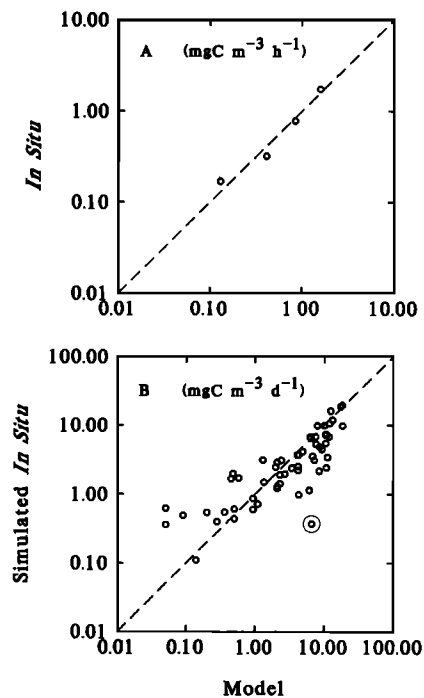 10.00
A (mgC m⁻³ h⁻¹)
1.00
In Situ
0.10
0.01
0.01 0.10 1.00 10.00
100.00
B (mgC m⁻³ d⁻¹)
10.00
Simulated In Situ
1.00
0.10
0.01
0.01 0.10 1.00 10.00 100.00
Model